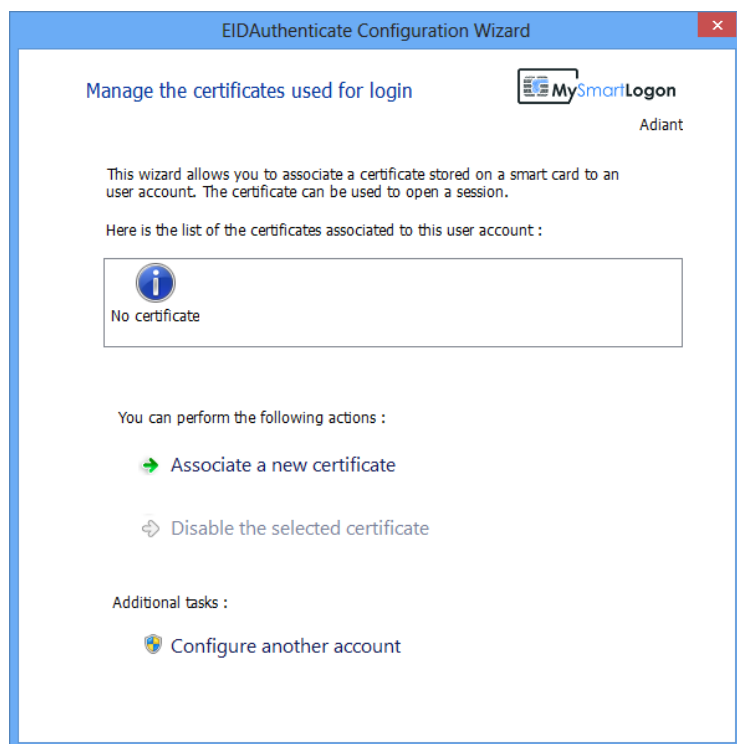 EIDAuthenticate Configuration Wizard
Manage the certificates used for login
MySmartLogon
Adiant
This wizard allows you to associate a certificate stored on a smart card to an
user account. The certificate can be used to open a session.
Here is the list of the certificates associated to this user account :
No certificate
You can perform the following actions :
Associate a new certificate
Disable the selected certificate
Additional tasks :
Configure another account